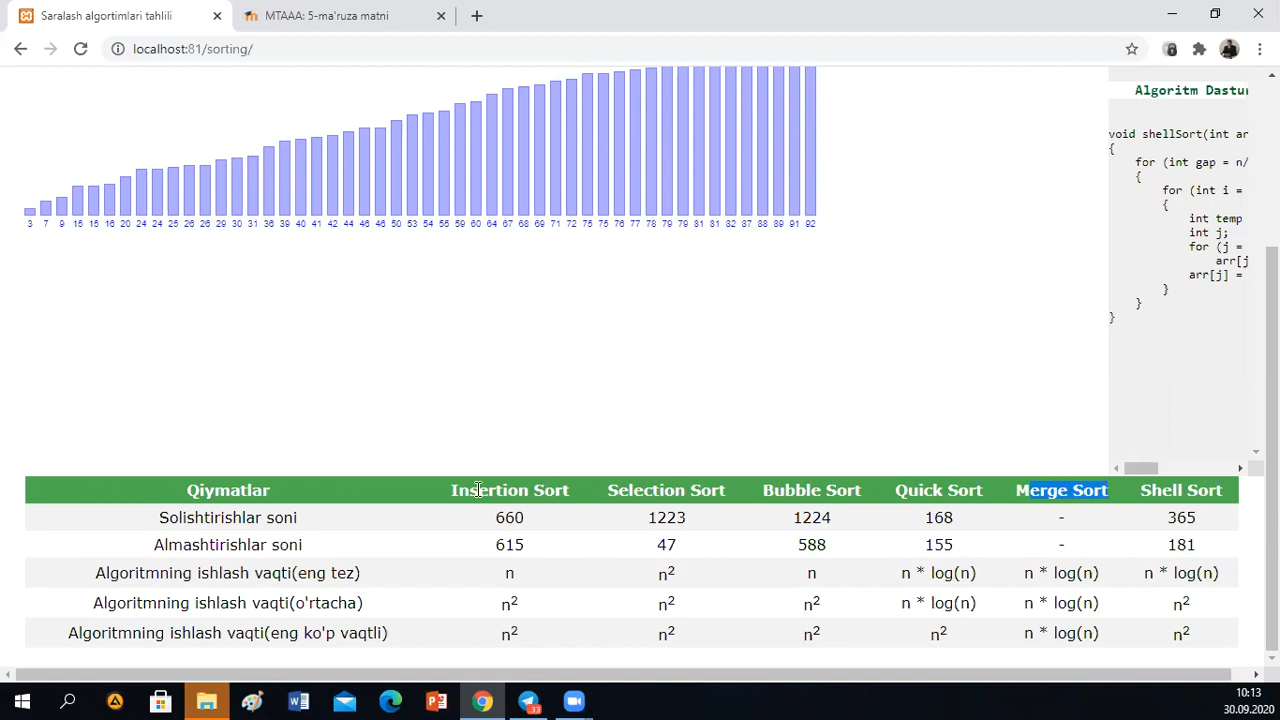 Saralash algortimlari tahlili
MTAAA: 5-ma'ruza matni
localhost:81/sorting/
3 7 9 15 15 16 20 24 24 25 26 26 29 30 31 36 39 40 41 42 44 46 46 50 53 54 55 59 60 64 67 68 69 71 72 75 75 76 77 78 79 79 81 81 82 87 88 89 91 92
Algoritm Dastur
void shellSort(int ar
{
for (int gap = n/
{
for (int i =
{
int temp
int j;
for (j =
arr[j
arr[j] =
}
}
}
Qiymatlar Insertion Sort Selection Sort Bubble Sort Quick Sort Merge Sort Shell Sort
Solishtirishlar soni 660 1223 1224 168 - 365
Almashtirishlar soni 615 47 588 155 - 181
Algoritmning ishlash vaqti(eng tez) n n² n n * log(n) n * log(n) n * log(n)
Algoritmning ishlash vaqti(o'rtacha) n² n² n² n * log(n) n * log(n) n²
Algoritmning ishlash vaqti(eng ko'p vaqtli) n² n² n² n² n * log(n) n²
33
10:13
30.09.2020